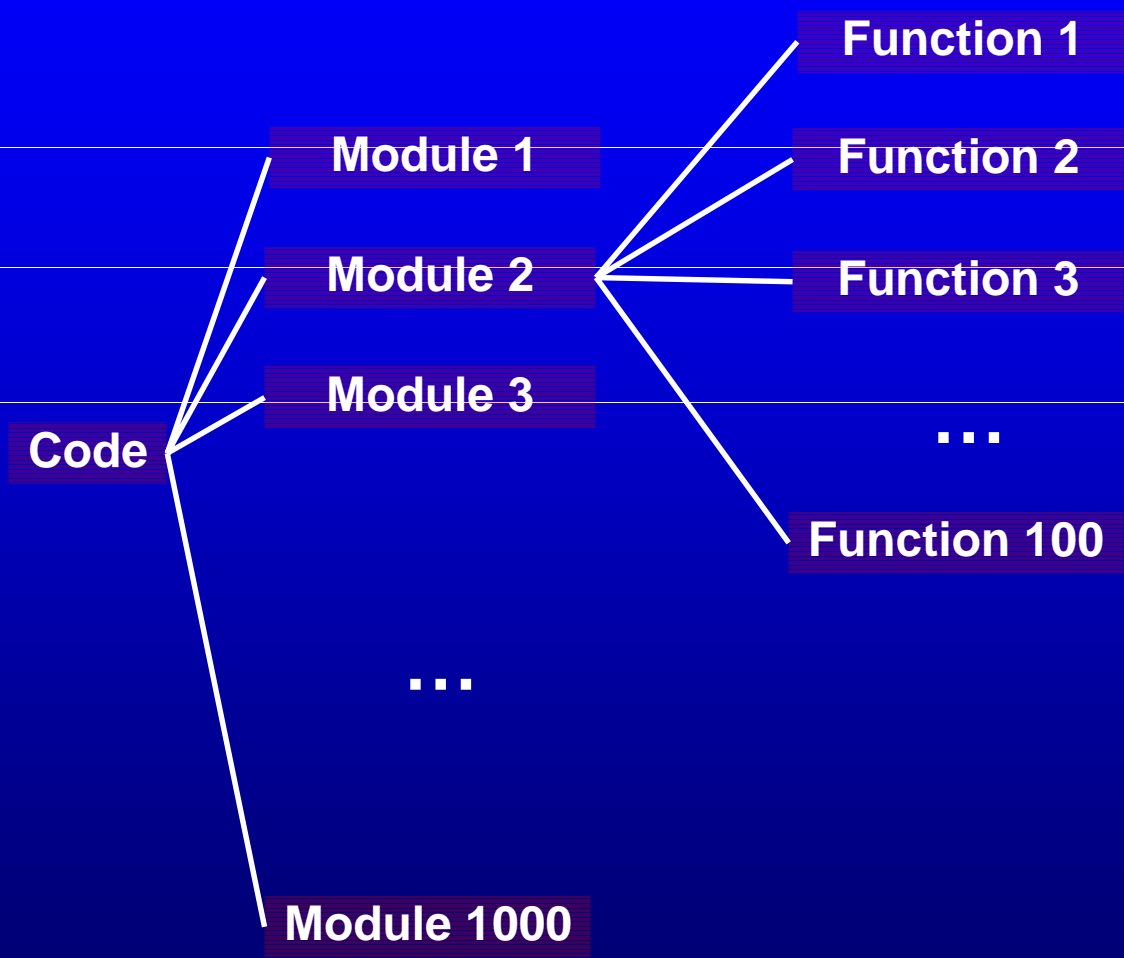 Function 1
Module 1
Function 2
Module 2
Function 3
Module 3
Code
...
Function 100
...
Module 1000